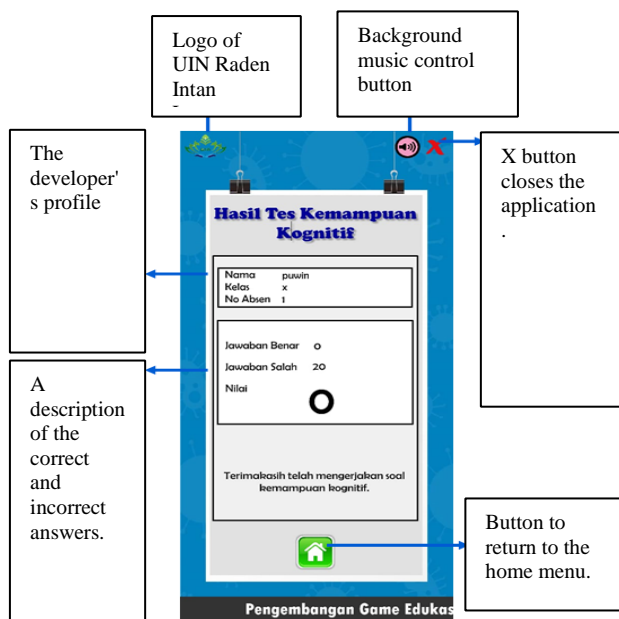 Logo of
UIN Raden
Intan
Background
music control
button
The
developer'
s profile
X button
closes the
application
.
Hasil Tes Kemampuan
Kognitif
Nama puwin
Kelas x
No Absen 1
Jawaban Benar 0
Jawaban Salah 20
Nilai
0
A
description
of the
correct
and
incorrect
answers.
Terimakasih telah mengerjakan soal
kemampuan kognitif.
Button to
return to the
home menu.
Pengembangan Game Edukas